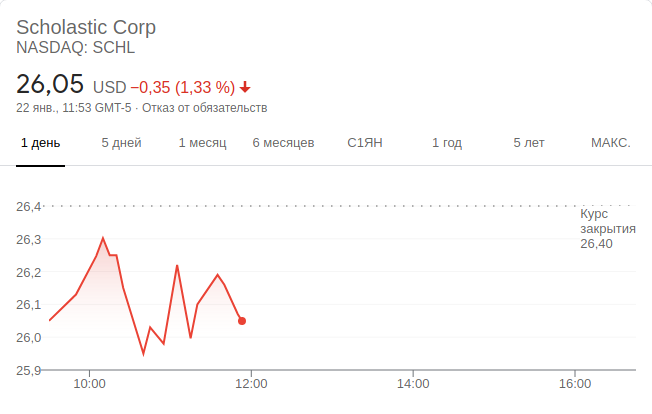 Scholastic Corp
NASDAQ: SCHL
26,05 USD −0,35 (1,33 %)
22 янв., 11:53 GMT-5 · Отказ от обязательств
1 день 5 дней 1 месяц 6 месяцев С1ЯН 1 год 5 лет МАКС.
26,4
Курс
закрытия
26,40
26,3
26,2
26,1
26,0
25,9
10:00 12:00 14:00 16:00